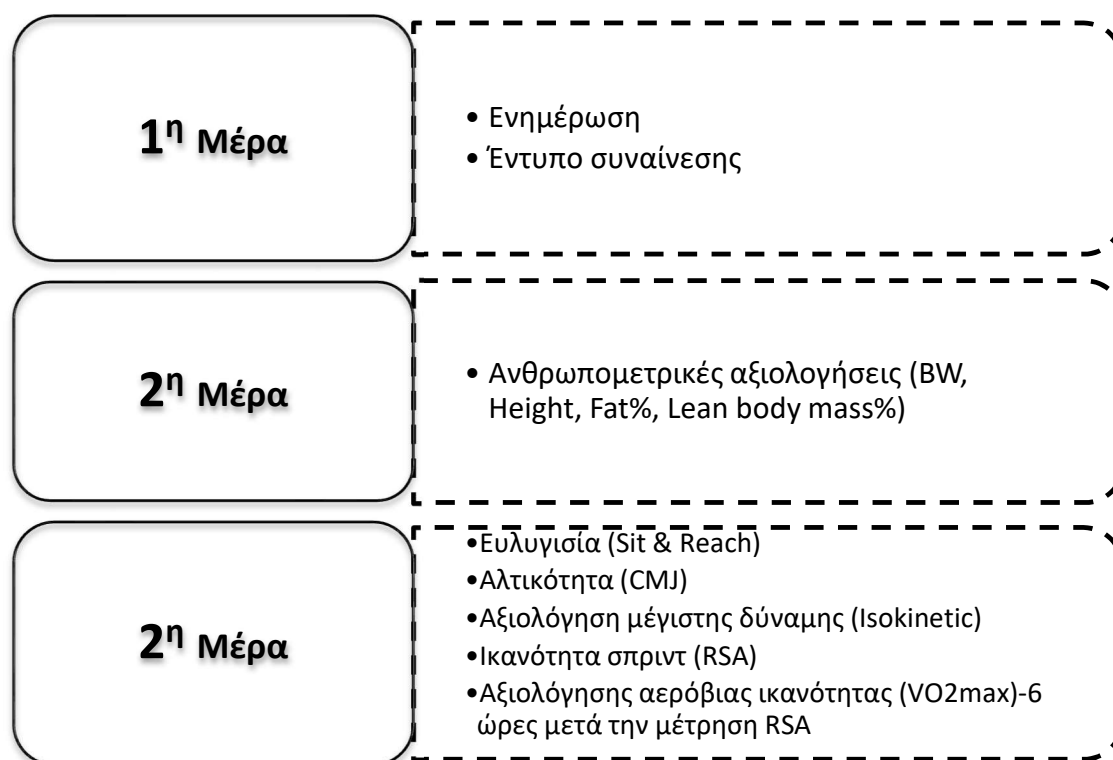 1η Μέρα
• Ενημέρωση
• Έντυπο συναίνεσης
2η Μέρα
• Ανθρωπομετρικές αξιολογήσεις (BW,
Height, Fat%, Lean body mass%)
2η Μέρα
•Ευλυγισία (Sit & Reach)
•Αλτικότητα (CMJ)
•Αξιολόγηση μέγιστης δύναμης (Isokinetic)
•Ικανότητα σπριντ (RSA)
•Αξιολόγησης αερόβιας ικανότητας (VO2max)-6
ώρες μετά την μέτρηση RSA